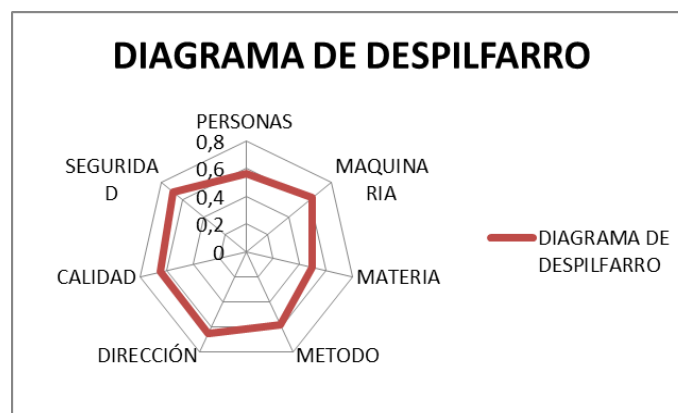 DIAGRAMA DE DESPILFARRO
PERSONAS
0,8
0,6
0,4
0,2
0
MAQUINA
RIA
MATERIA
METODO
DIRECCIÓN
CALIDAD
SEGURIDA
D
DIAGRAMA DE
DESPILFARRO